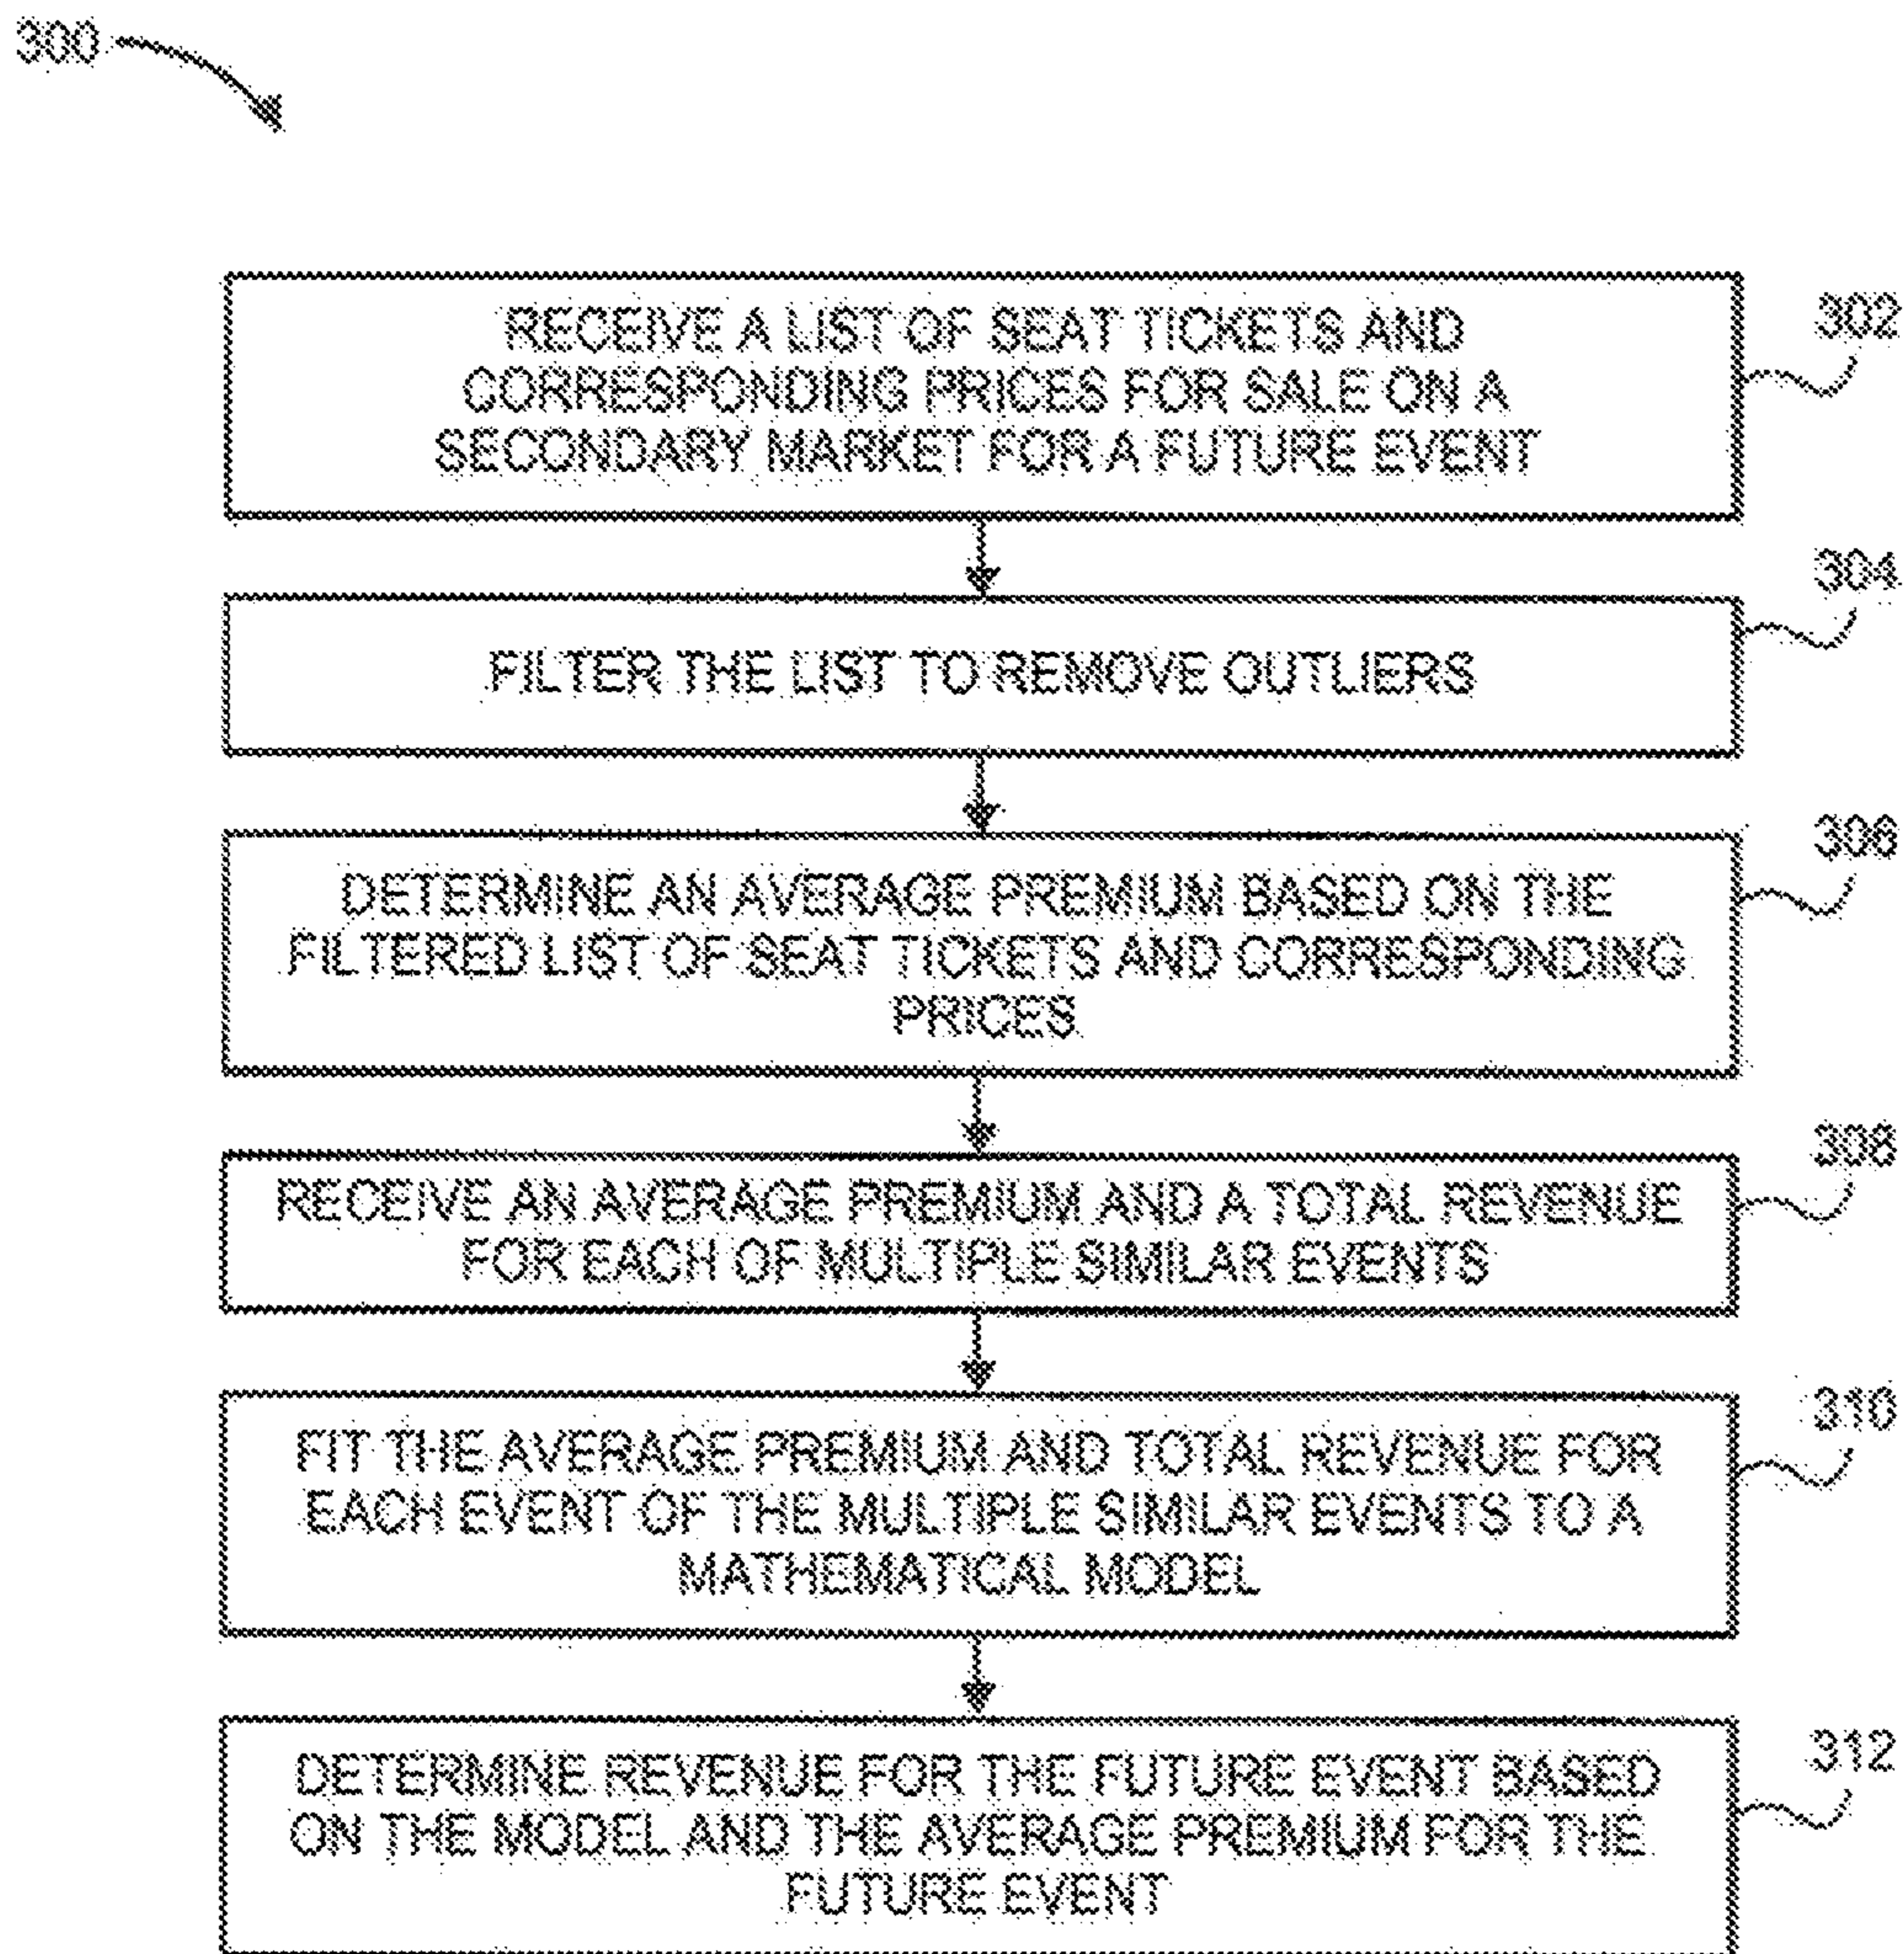 300
RECEIVE A LIST OF SEAT TICKETS AND
CORRESPONDING PRICES FOR SALE ON A
SECONDARY MARKET FOR A FUTURE EVENT
302
FILTER THE LIST TO REMOVE OUTLIERS
304
DETERMINE AN AVERAGE PREMIUM BASED ON THE
FILTERED LIST OF SEAT TICKETS AND CORRESPONDING
PRICES
306
RECEIVE AN AVERAGE PREMIUM AND A TOTAL REVENUE
FOR EACH OF MULTIPLE SIMILAR EVENTS
308
FIT THE AVERAGE PREMIUM AND TOTAL REVENUE FOR
EACH EVENT OF THE MULTIPLE SIMILAR EVENTS TO A
MATHEMATICAL MODEL
310
DETERMINE REVENUE FOR THE FUTURE EVENT BASED
ON THE MODEL AND THE AVERAGE PREMIUM FOR THE
FUTURE EVENT
312